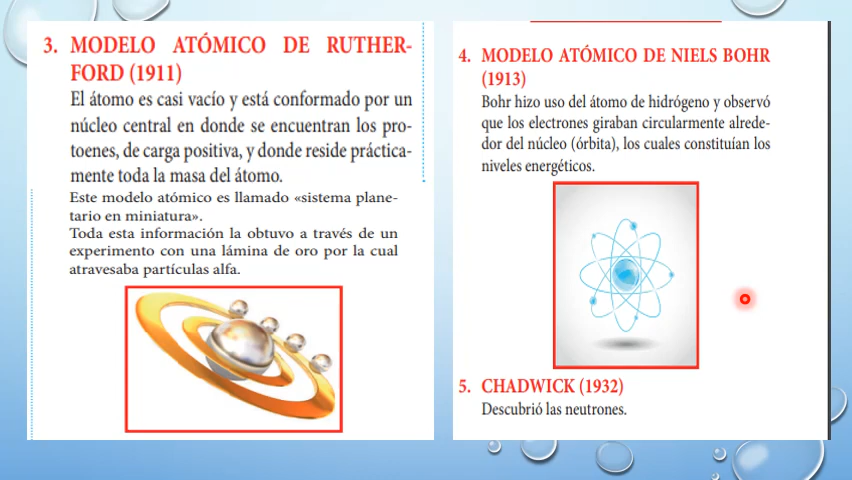 3. MODELO ATÓMICO DE RUTHER-
FORD (1911)
El átomo es casi vacío y está conformado por un
núcleo central en donde se encuentran los pro-
toenes, de carga positiva, y donde reside práctica-
mente toda la masa del átomo.
Este modelo atómico es llamado «sistema plane-
tario en miniatura».
Toda esta información la obtuvo a través de un
experimento con una lámina de oro por la cual
atravesaba partículas alfa.
4. MODELO ATÓMICO DE NIELS BOHR
(1913)
Bohr hizo uso del átomo de hidrógeno y observó
que los electrones giraban circularmente alrede-
dor del núcleo (órbita), los cuales constituían los
niveles energéticos.
5. CHADWICK (1932)
Descubrió las neutrones.